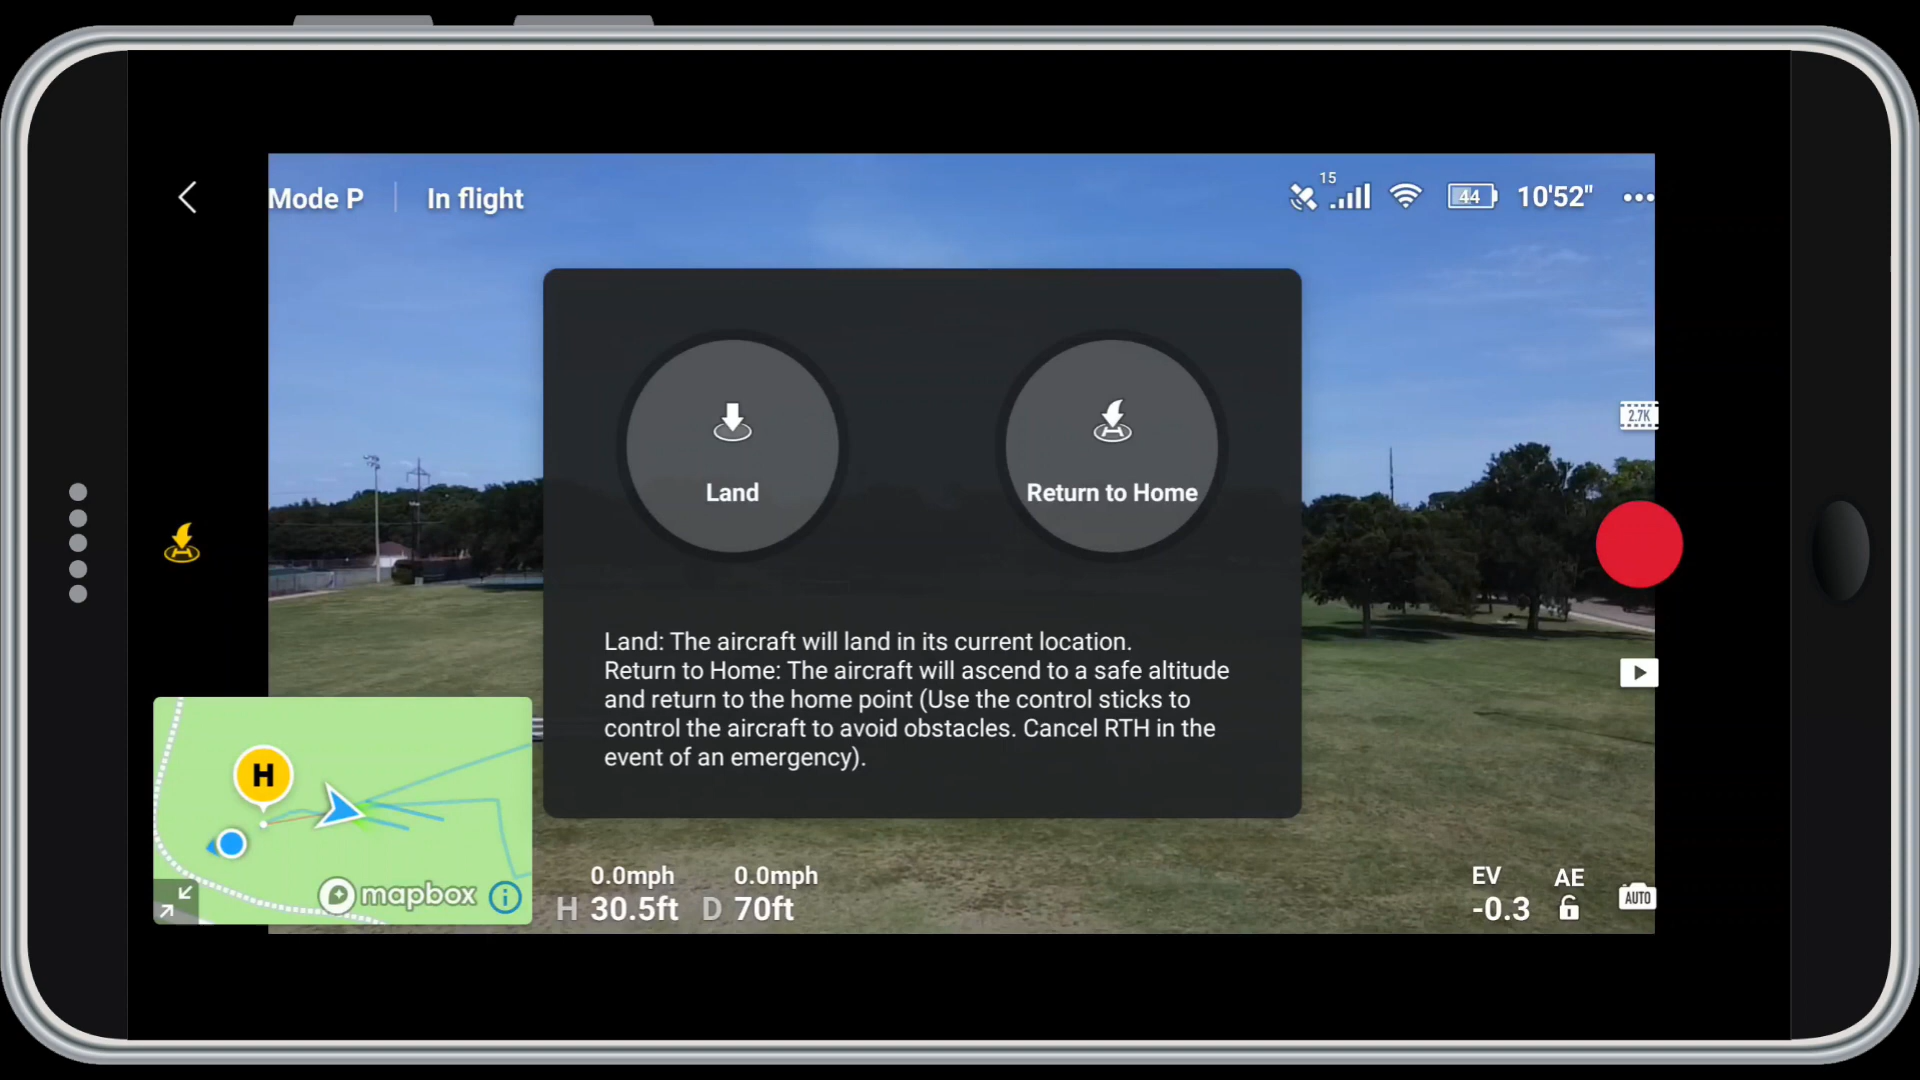 Mode P
In flight
15
44
10'52"
Land
Return to Home
2.7K
Land: The aircraft will land in its current location.
Return to Home: The aircraft will ascend to a safe altitude
and return to the home point (Use the control sticks to
control the aircraft to avoid obstacles. Cancel RTH in the
event of an emergency).
H
mapbox
i
0.0mph 0.0mph
H 30.5ft D 70ft
EV AE
-0.3
AUTO